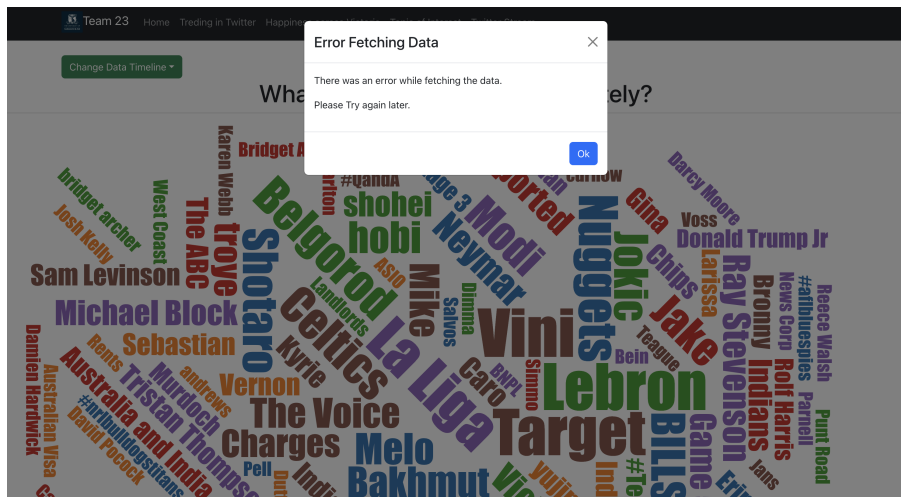 Team 23
Home
Treding in Twitter
Error Fetching Data
There was an error while fetching the data.
Please Try again later.
Ok
Change Data Timeline
Karen Webb
#QandA
Darcy Moore
bridget archer
West Coast
The ABC
troye
Belgorod
shohei
hobi
Neymar
Modi
Nuggets
Gina
Voss
Donald Trump Jr
Josh Kelly
Sam Levinson
Shotaro
ASIO
Mike
Jokic
Chips
Larissa
Ray Stevenson
Bronny
News Corp
#aflbluespies
Reece Walsh
Michael Block
Landlords
Celtics
Salvos
Dimma
Vini
Jake
Damien Hardwick
Rents
Sebastian
Kyrie
La Liga
Teague
Bein
Indians
Rolf Harris
Parnell
Australian Visa
Australia and India
Tristan Thompson
Murdoch
andrews
Vernon
Caro
BNPL
Simmo
Lebron
Punt Road
#nrlbulldogstitans
David Pocock
The Voice
Charges
Target
BILLS
Game
Jans
Pell
Melo
Bakhmut